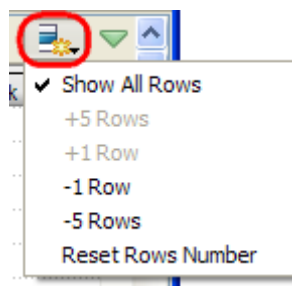 k
Show All Rows
+5 Rows
+1 Row
-1 Row
-5 Rows
Reset Rows Number